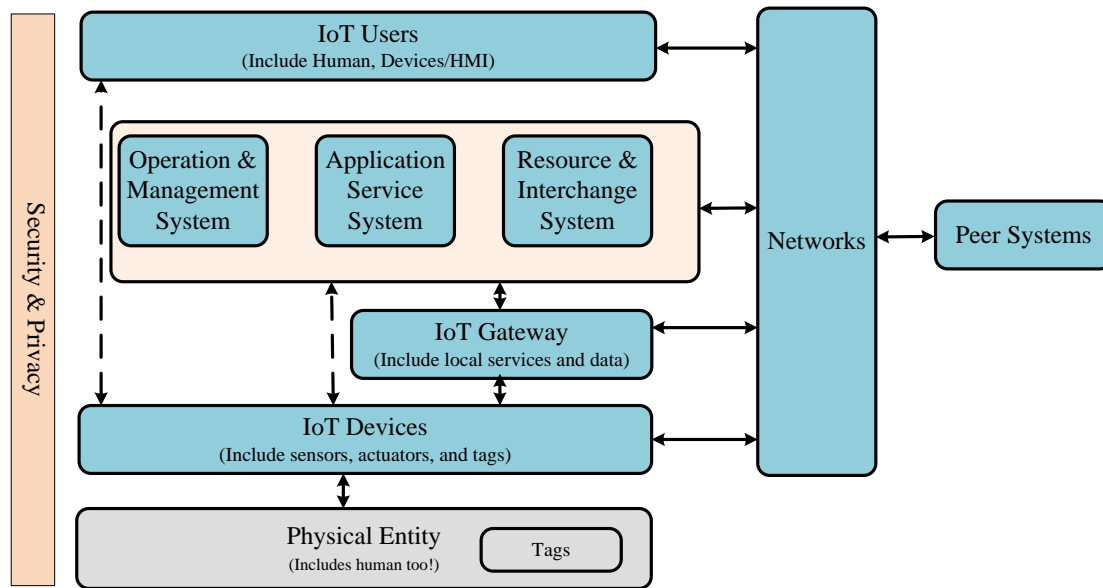 Security & Privacy
IoT Users
(Include Human, Devices/HMI)
Operation &
Management
System
Application
Service
System
Resource &
Interchange
System
Networks
Peer Systems
IoT Gateway
(Include local services and data)
IoT Devices
(Include sensors, actuators, and tags)
Physical Entity
(Includes human too!)
Tags